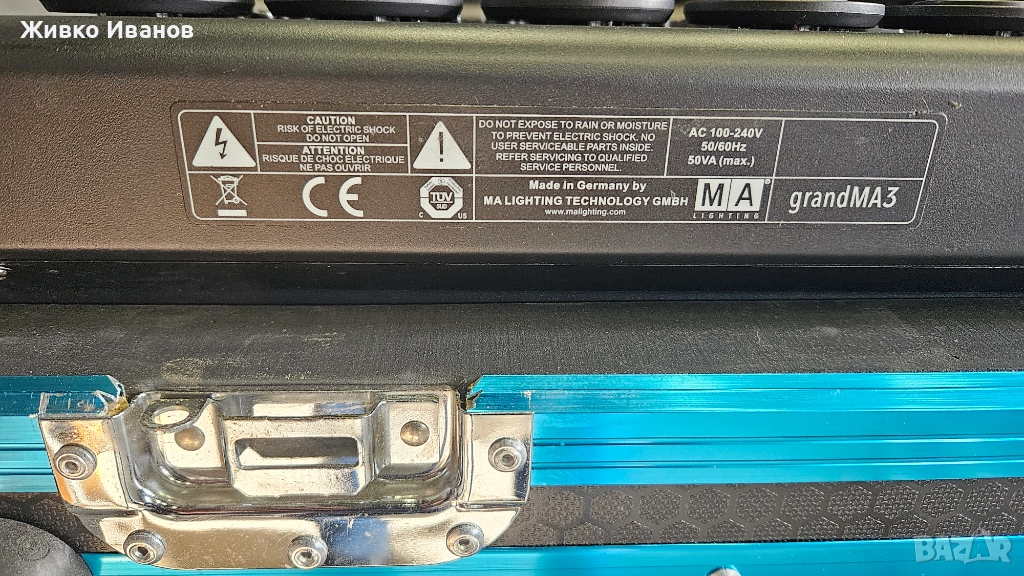 Живко Иванов
CAUTION
RISK OF ELECTRIC SHOCK
DO NOT OPEN
ATTENTION
RISQUE DE CHOC ÉLECTRIQUE
NE PAS OUVRIR
DO NOT EXPOSE TO RAIN OR MOISTURE
TO PREVENT ELECTRIC SHOCK. NO
USER SERVICEABLE PARTS INSIDE.
REFER SERVICING TO QUALIFIED
SERVICE PERSONNEL.
AC 100-240V
50/60Hz
50VA (max.)
CE
TÜV
SÜD
C US
Made in Germany by
MA LIGHTING TECHNOLOGY GMBH
www.malighting.com
MA®
LIGHTING
grandMA3
BAZAR